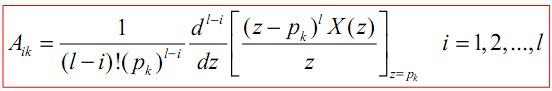 A_{ik} = \frac{1}{(l-i)!(p_k)^{l-i}} \frac{d^{l-i}}{dz} \left[ \frac{(z-p_k)^l X(z)}{z} \right]_{z=p_k} \quad i = 1,2,...,l